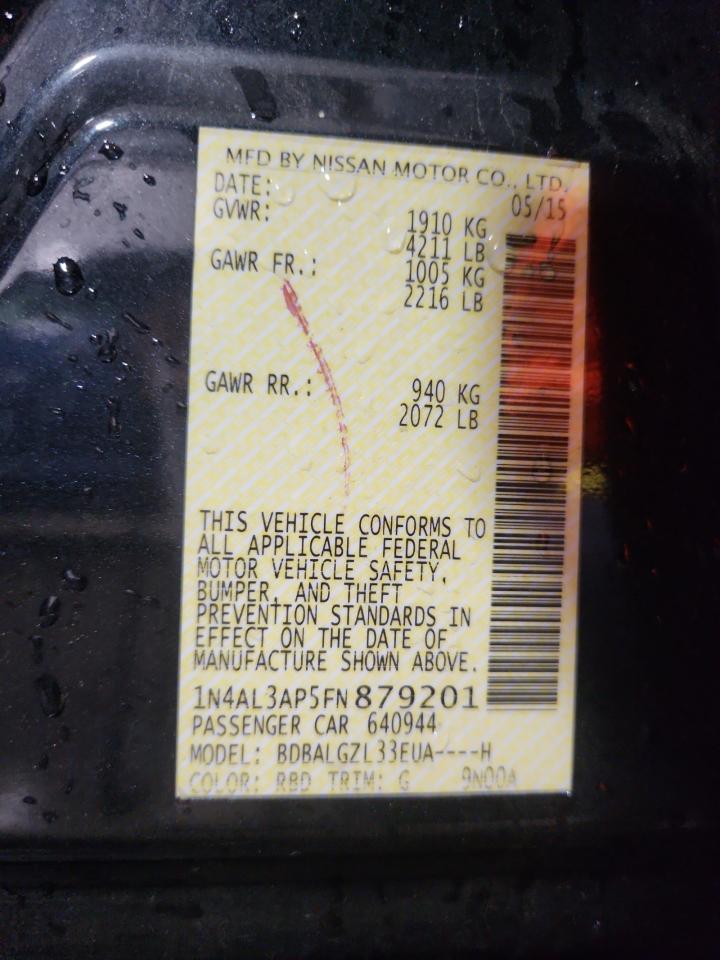 MFD BY NISSAN MOTOR CO., LTD.
DATE: 05/15
GVWR: 1910 KG
4211 LB
GAWR FR.: 1005 KG
2216 LB
GAWR RR.: 940 KG
2072 LB
THIS VEHICLE CONFORMS TO
ALL APPLICABLE FEDERAL
MOTOR VEHICLE SAFETY,
BUMPER, AND THEFT
PREVENTION STANDARDS IN
EFFECT ON THE DATE OF
MANUFACTURE SHOWN ABOVE.
1N4AL3AP5FN879201
PASSENGER CAR 640944
MODEL: BDBALGZL33EUA----H
COLOR: RBD TRIM: G 9N00A